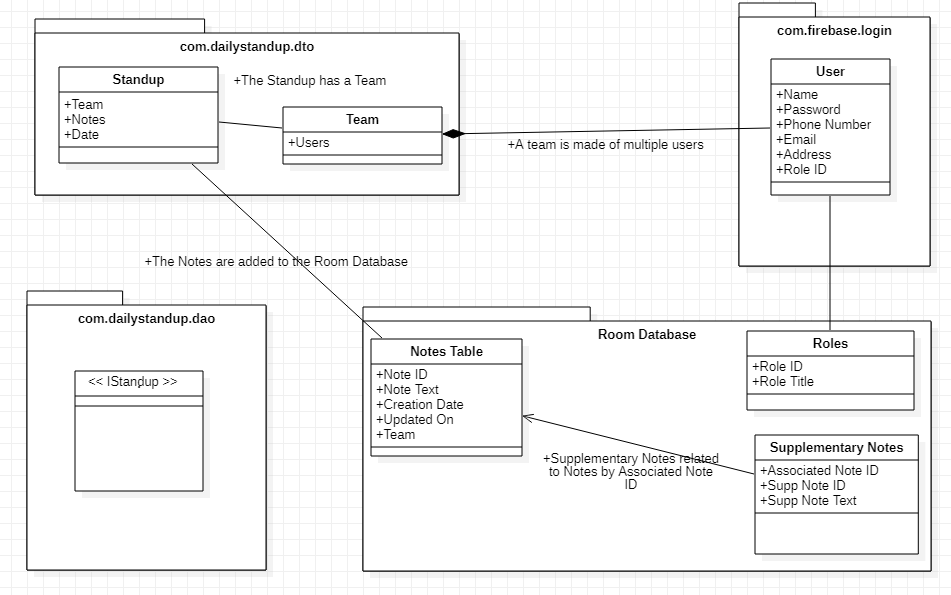 com.dailystandup.dto
Standup
+Team
+Notes
+Date
+The Standup has a Team
Team
+Users
+A team is made of multiple users
com.firebase.login
User
+Name
+Password
+Phone Number
+Email
+Address
+Role ID
+The Notes are added to the Room Database
com.dailystandup.dao
<< IStandup >>
Room Database
Notes Table
+Note ID
+Note Text
+Creation Date
+Updated On
+Team
Roles
+Role ID
+Role Title
+Supplementary Notes related
to Notes by Associated Note
ID
Supplementary Notes
+Associated Note ID
+Supp Note ID
+Supp Note Text